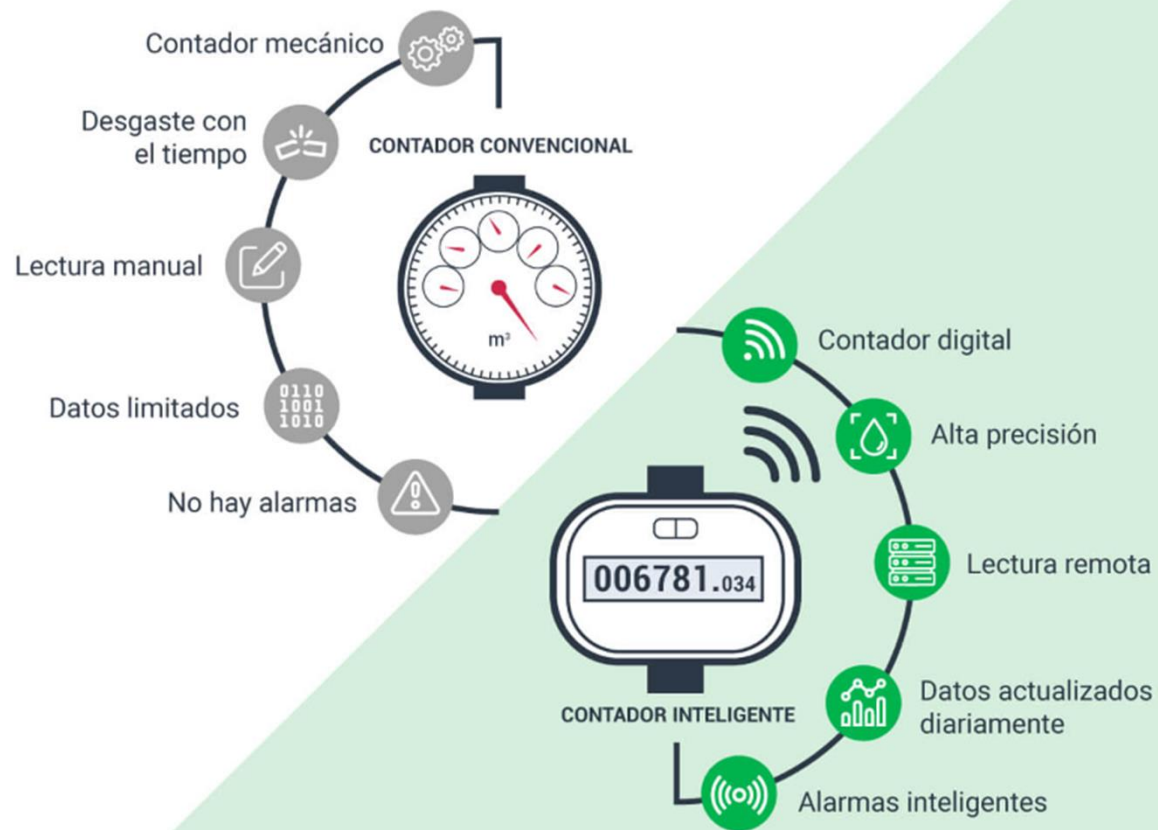 Contador mecánico
Desgaste con
el tiempo
Lectura manual
Datos limitados
No hay alarmas
0110
1001
1010
CONTADOR CONVENCIONAL
m³
Contador digital
Alta precisión
Lectura remota
Datos actualizados
diariamente
Alarmas inteligentes
006781.034
CONTADOR INTELIGENTE